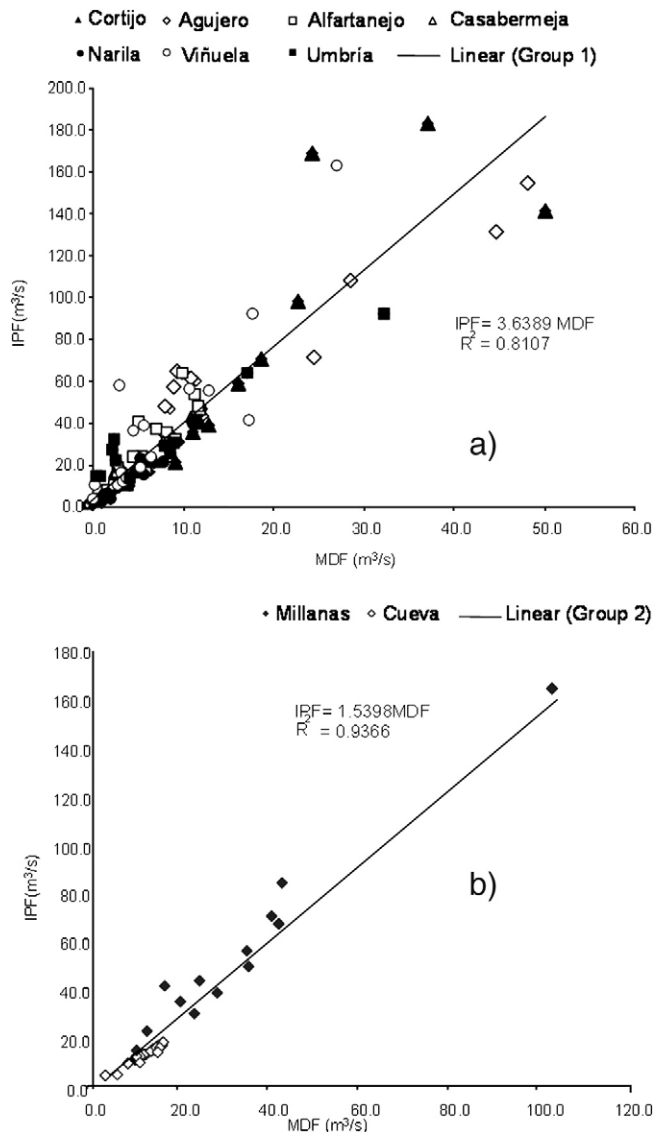 Cortijo Agujero Alfartanejo Casabermeja
Narila Viñuela Umbría Linear (Group 1)
200.0
180.0
160.0
140.0
120.0
100.0
80.0
60.0
40.0
20.0
0.0
IPF(m³/s)
IPF= 3.6389 MDF
R² = 0.8107
a)
0.0 10.0 20.0 30.0 40.0 50.0 60.0
MDF (m³/s)
Millanas Cueva Linear (Group 2)
180.0
160.0
140.0
120.0
100.0
80.0
60.0
40.0
20.0
0.0
IPF(m³/s)
IPF= 1.5398MDF
R² = 0.9366
b)
0.0 20.0 40.0 60.0 80.0 100.0 120.0
MDF (m³/s)